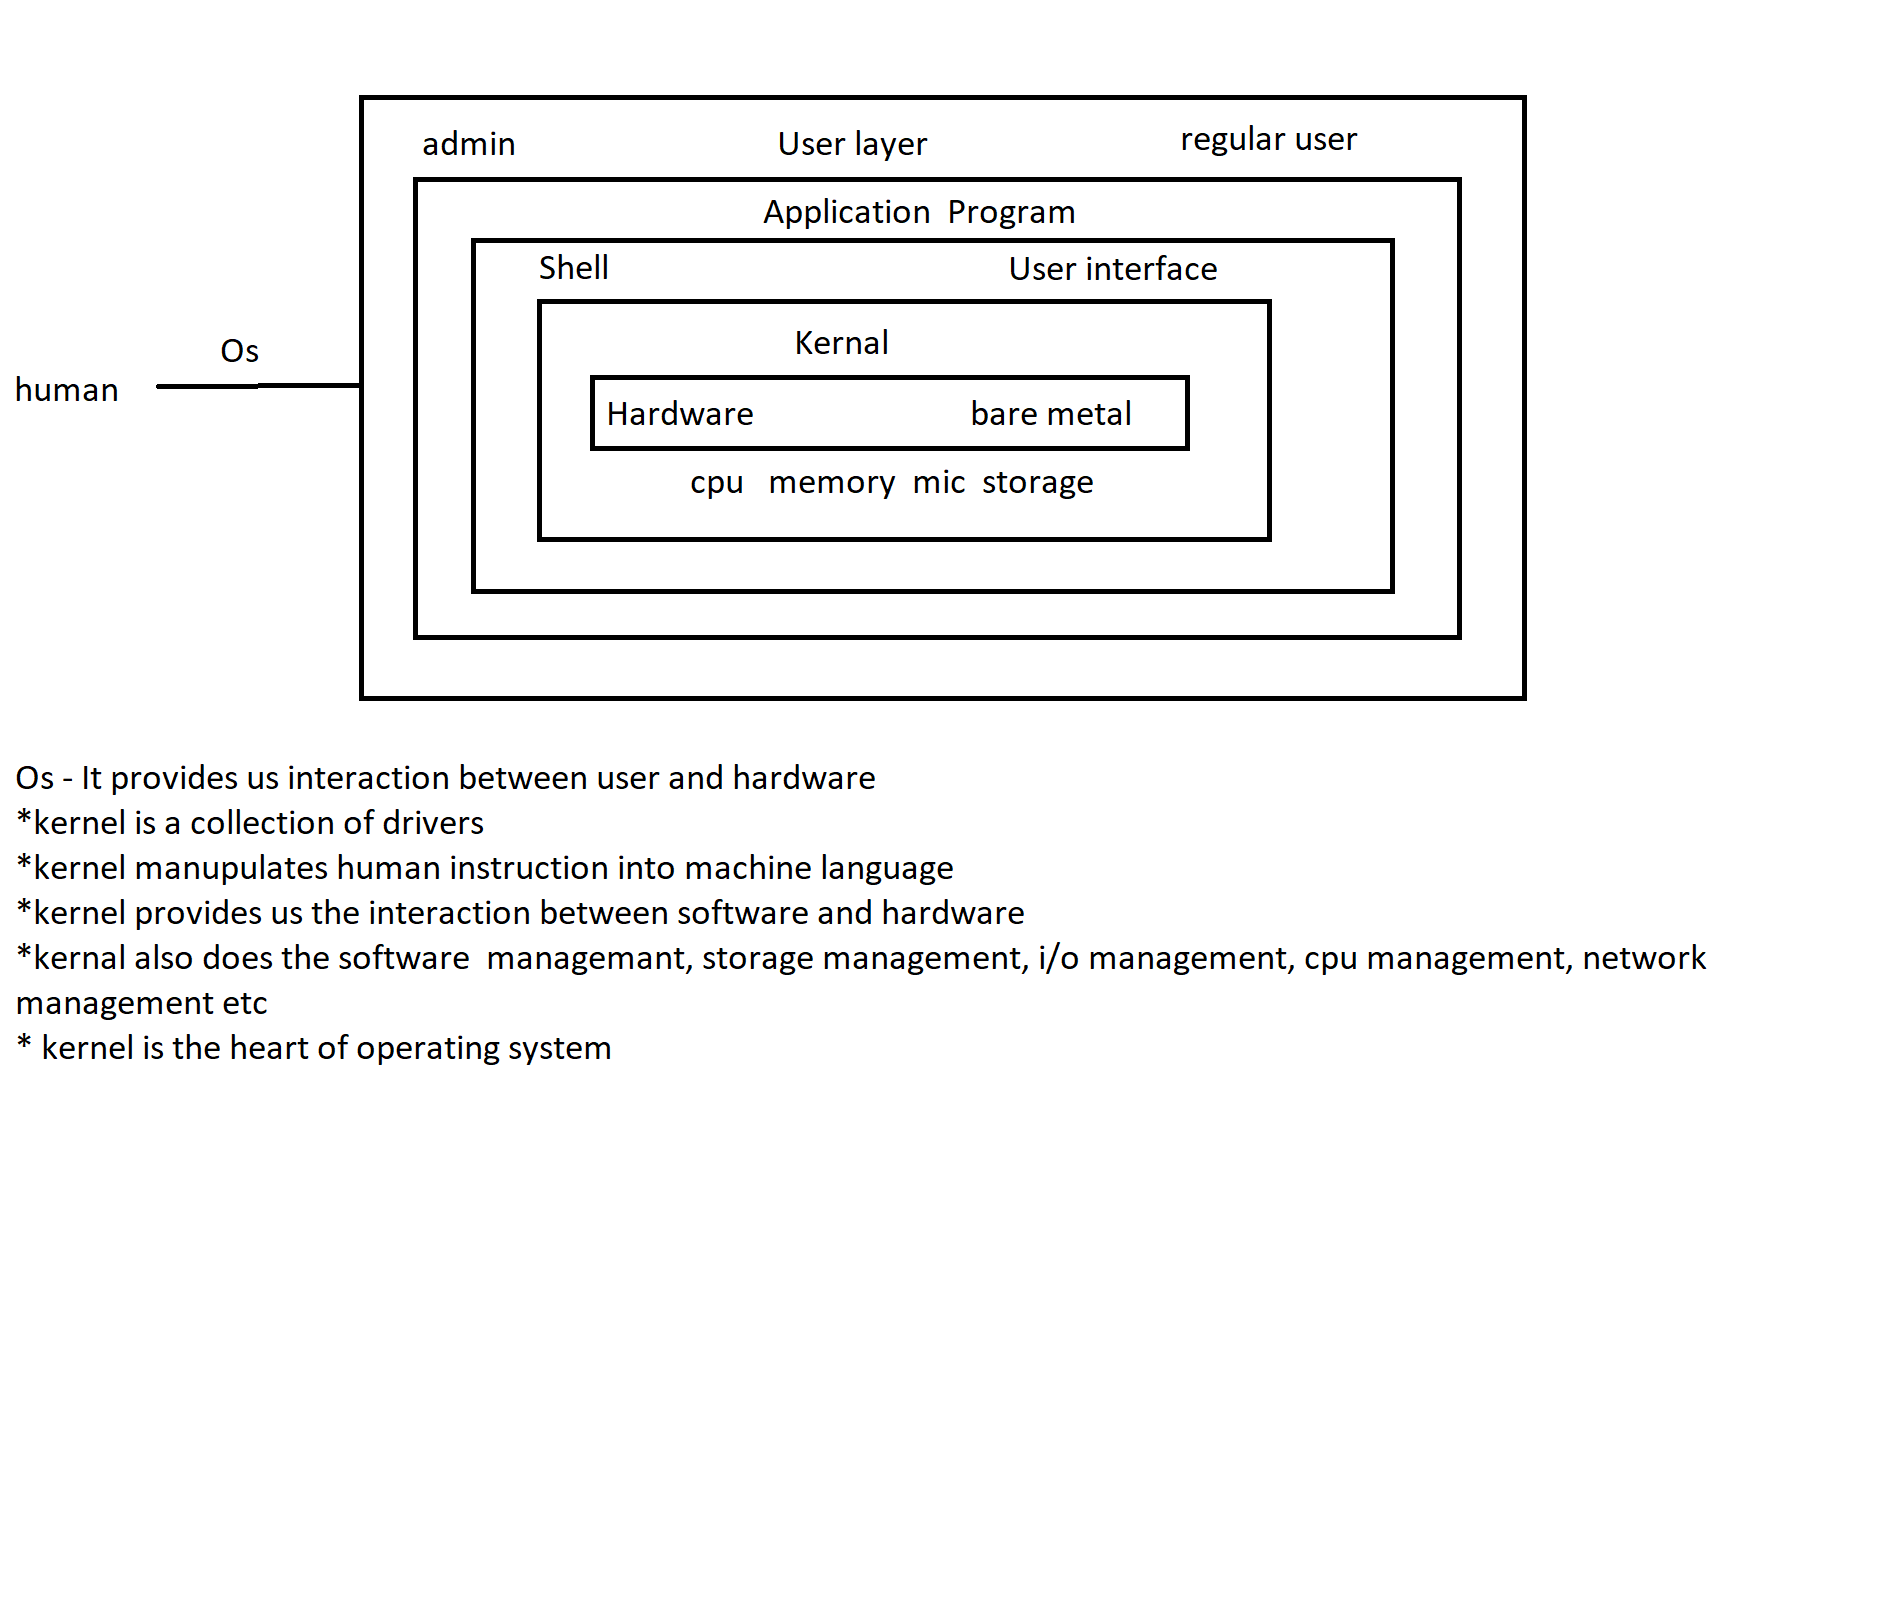 admin User layer regular user
Application  Program
Shell User interface
Kernal
Os
human
Hardware bare metal
cpu   memory  mic  storage
Os - It provides us interaction between user and hardware
*kernel is a collection of drivers
*kernel manupulates human instruction into machine language
*kernel provides us the interaction between software and hardware
*kernal also does the software  managemant, storage management, i/o management, cpu management, network
management etc
* kernel is the heart of operating system